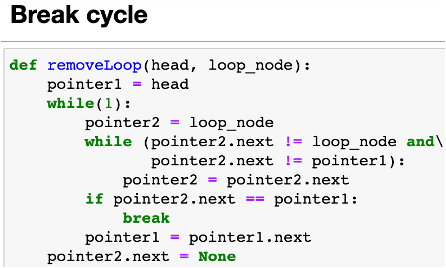 Break cycle
def removeLoop(head, loop_node):
    pointer1 = head
    while(1):
        pointer2 = loop_node
        while (pointer2.next != loop_node and\
               pointer2.next != pointer1):
            pointer2 = pointer2.next
        if pointer2.next == pointer1:
            break
        pointer1 = pointer1.next
    pointer2.next = None